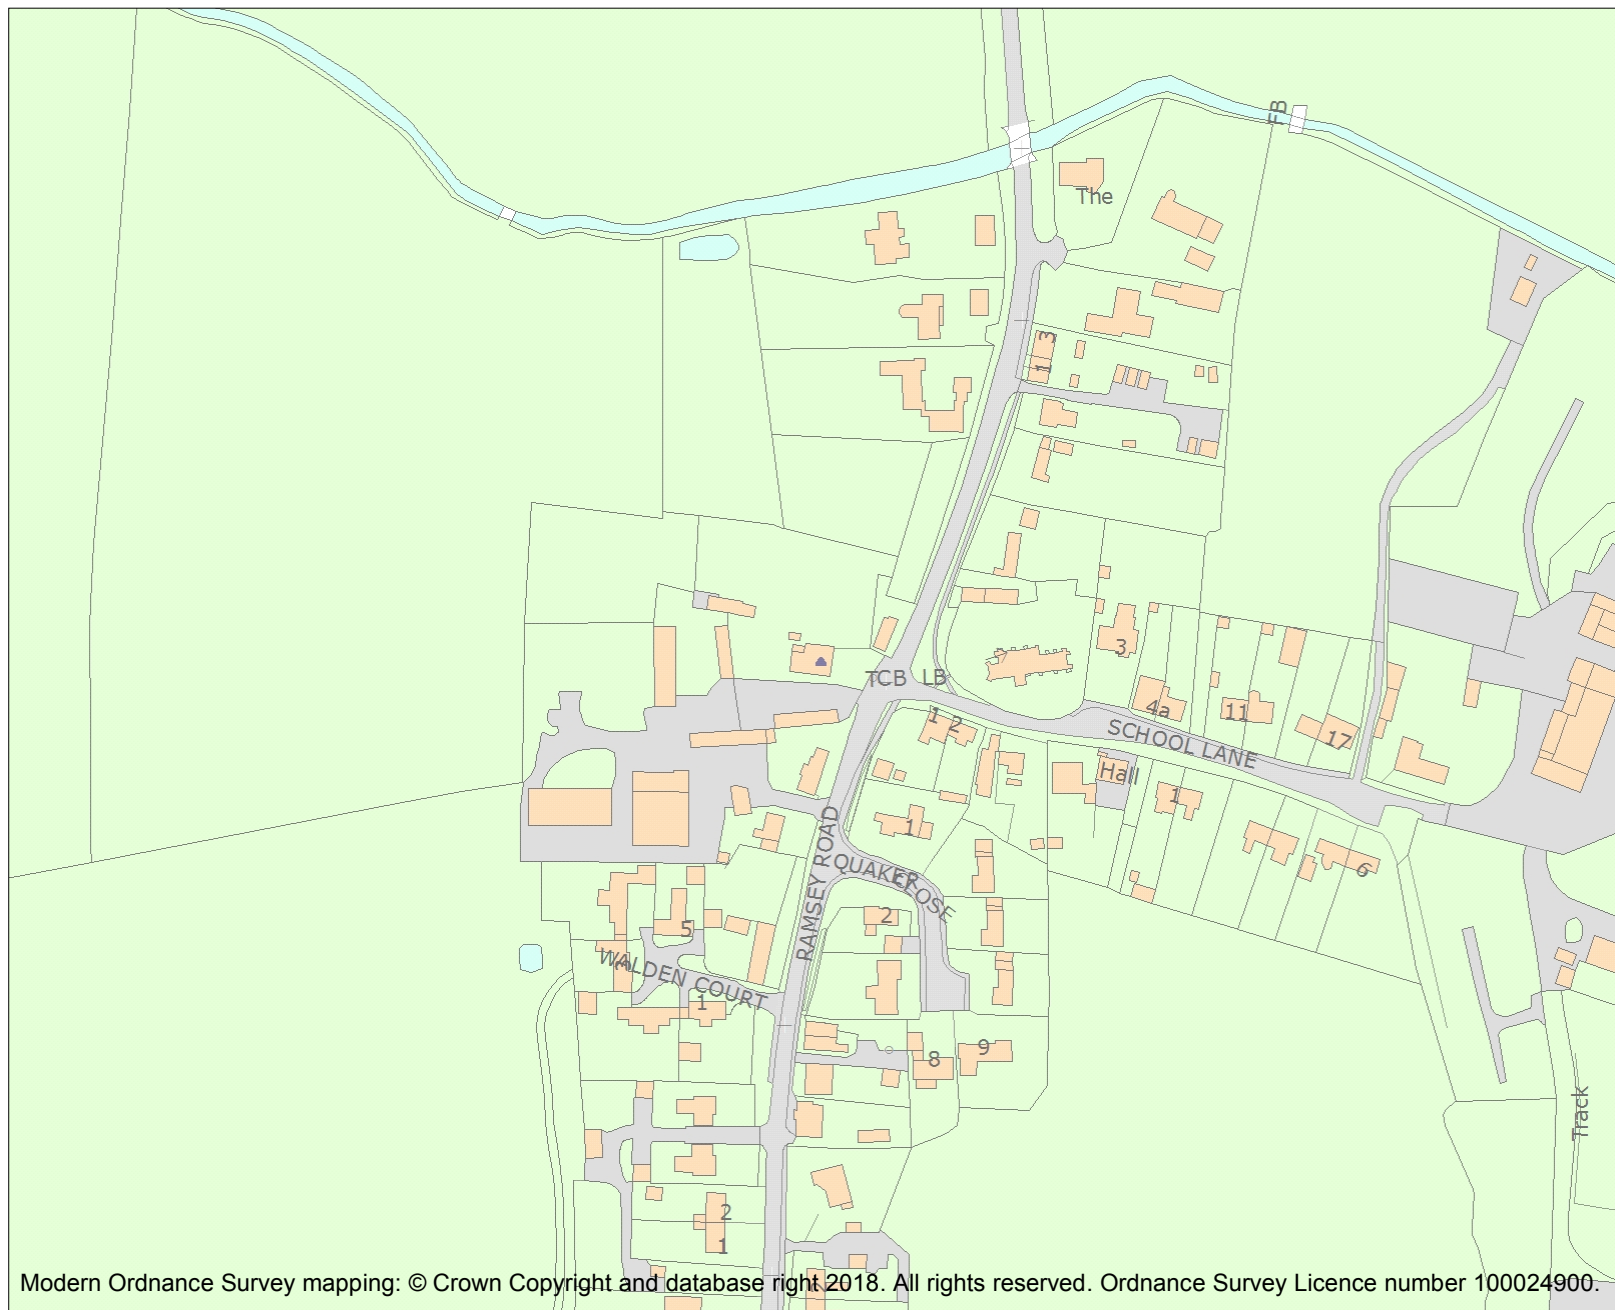 FB
The
3
1
TCB LB
3
4a
11
17
1 2
SCHOOL LANE
Hall
1
6
RAMSEY ROAD
1
QUAKER CLOSE
2
5
3
WALDEN COURT
1
8
9
Track
2
1
Modern Ordnance Survey mapping: © Crown Copyright and database right 2018. All rights reserved. Ordnance Survey Licence number 100024900.